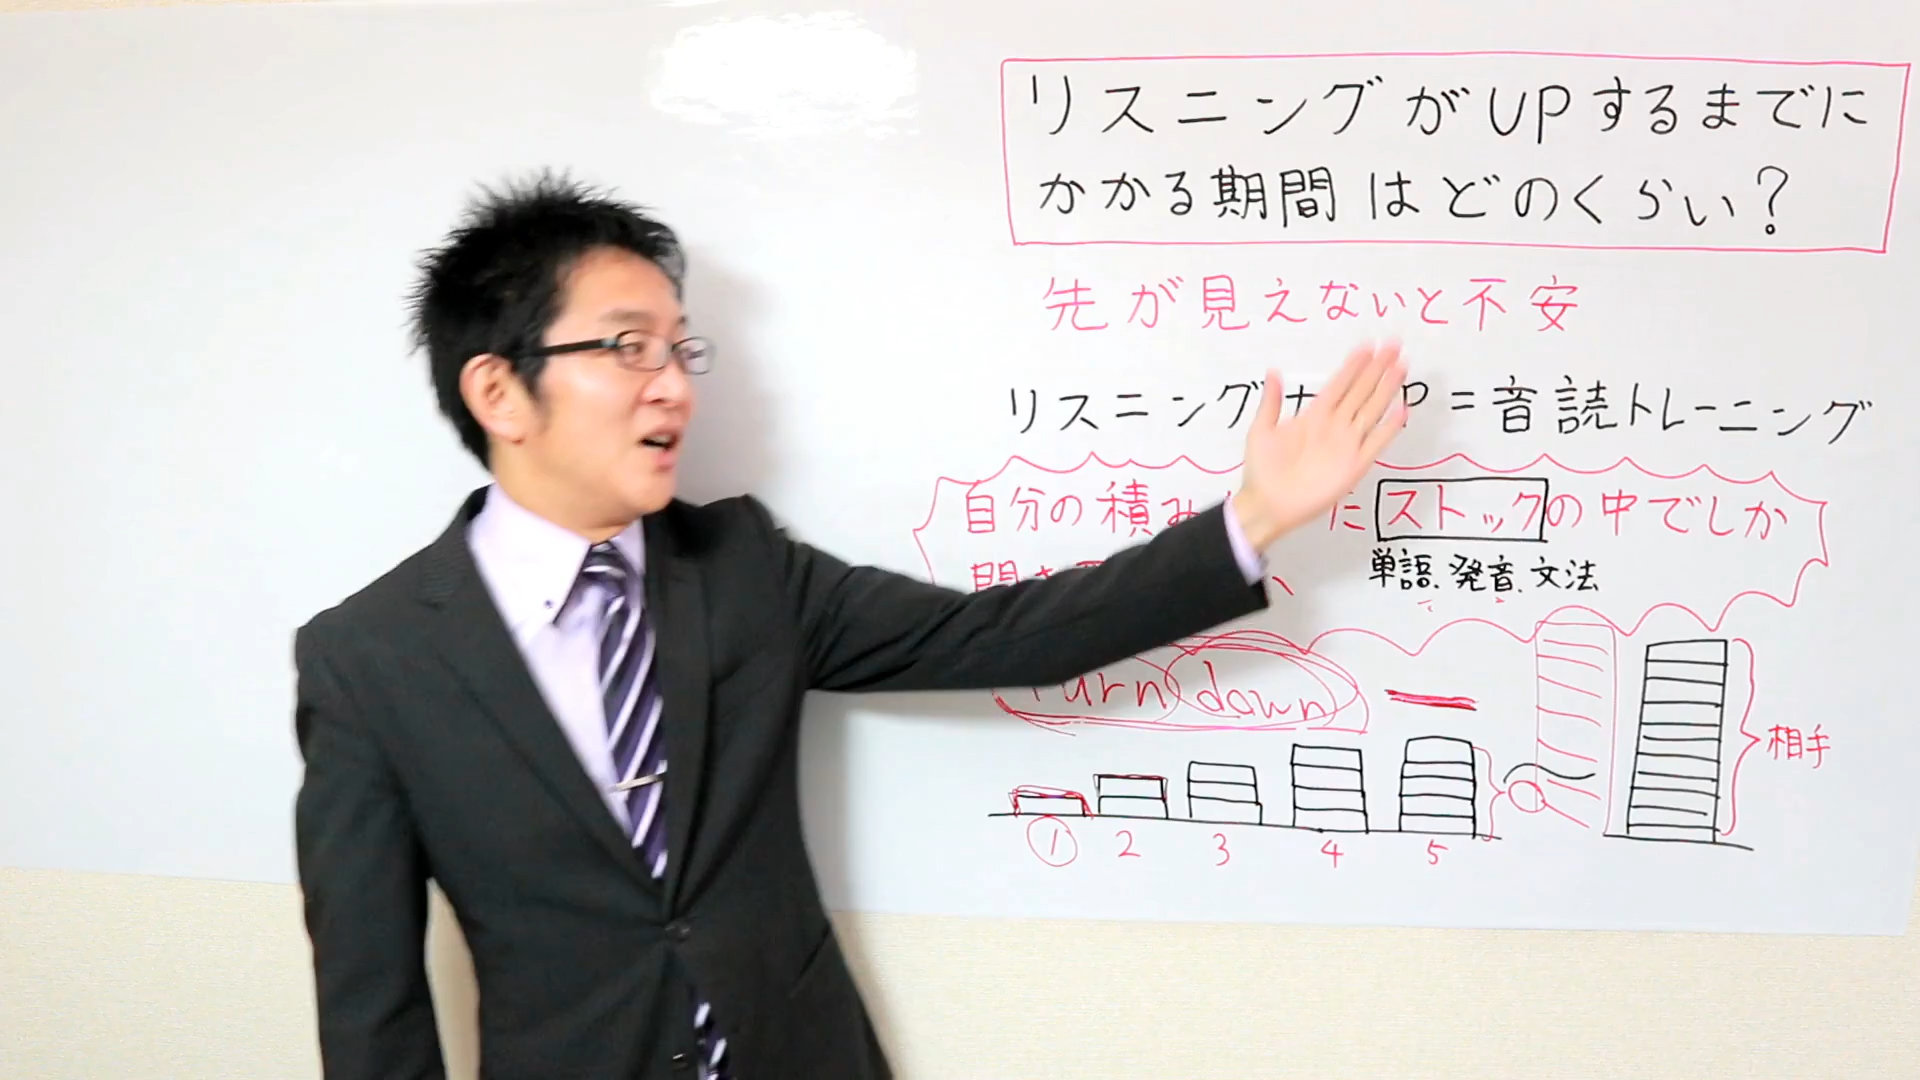 リスニングがUPするまでに
かかる期間はどのくらい?
先が見えないと不安
リスニング P=音読トレーニング
自分の積み た ストックの中でしか
単語、発音、文法
Turn down
相手
1 2 3 4 5